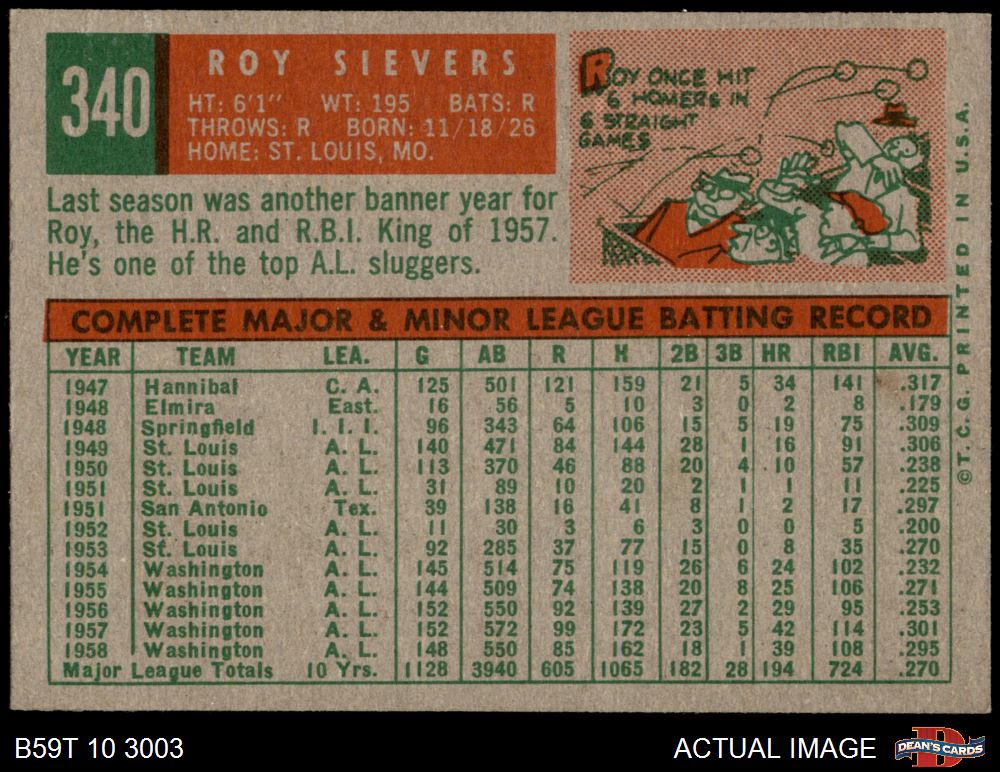 340
ROY SIEVERS
HT: 6'1" WT: 195 BATS: R
THROWS: R BORN: 11/18/26
HOME: ST. LOUIS, MO.
ROY ONCE HIT
6 HOMERS IN
6 STRAIGHT
GAMES
Last season was another banner year for
Roy, the H.R. and R.B.I. King of 1957.
He's one of the top A.L. sluggers.
COMPLETE MAJOR & MINOR LEAGUE BATTING RECORD
YEAR TEAM LEA. G AB R H 2B 3B HR RBI AVG.
1947 Hannibal C. A. 125 501 121 159 21 5 34 141 .317
1948 Elmira East. 16 56 5 10 3 0 2 8 .179
1948 Springfield I. I. I. 96 343 64 106 15 5 19 75 .309
1949 St. Louis A. L. 140 471 84 144 28 1 16 91 .306
1950 St. Louis A. L. 113 370 46 88 20 4 10 57 .238
1951 St. Louis A. L. 31 89 10 20 2 1 1 11 .225
1951 San Antonio Tex. 39 138 16 41 8 1 2 17 .297
1952 St. Louis A. L. 11 30 3 6 3 0 0 5 .200
1953 St. Louis A. L. 92 285 37 77 15 0 8 35 .270
1954 Washington A. L. 145 514 75 119 26 6 24 102 .232
1955 Washington A. L. 144 509 74 138 20 8 25 106 .271
1956 Washington A. L. 152 550 92 139 27 2 29 95 .253
1957 Washington A. L. 152 572 99 172 23 5 42 114 .301
1958 Washington A. L. 148 550 85 162 18 1 39 108 .295
Major League Totals 10 Yrs. 1128 3940 605 1065 182 28 194 724 .270
©T.C.G. PRINTED IN U.S.A.
B59T 10 3003
ACTUAL IMAGE
DEAN'S CARDS